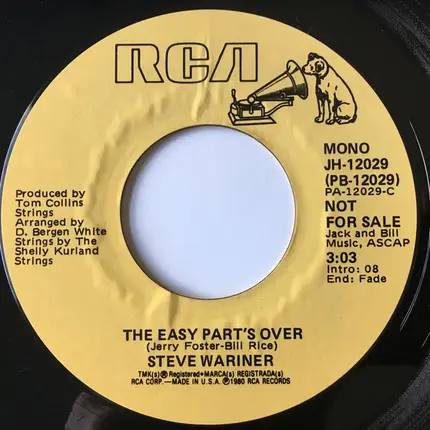 RCA
MONO
JH-12029
(PB-12029)
PA-12029-C
NOT
FOR SALE
Jack and Bill
Music, ASCAP
3:03
Intro: 08
End: Fade
Produced by
Tom Collins
Strings
Arranged by
D. Bergen White
Strings by The
Shelly Kurland
Strings
THE EASY PART'S OVER
(Jerry Foster-Bill Rice)
STEVE WARINER
TMK(s)® Registered•MARCA(s) REGISTRADA(s)
RCA CORP.—MADE IN U.S.A. ℗1980 RCA RECORDS